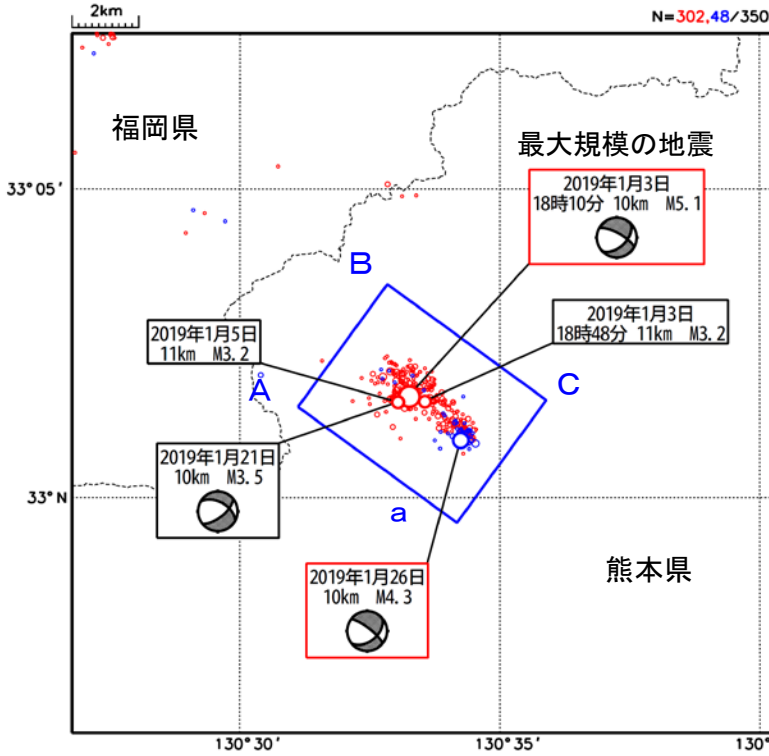 2km
N=302,48/350
福岡県
最大規模の地震
33°05′
2019年1月3日
18時10分 10km M5.1
B
2019年1月3日
18時48分 11km M3.2
2019年1月5日
11km M3.2
A
C
2019年1月21日
10km M3.5
33°N
a
2019年1月26日
10km M4.3
熊本県
130°30′
130°35′
130°